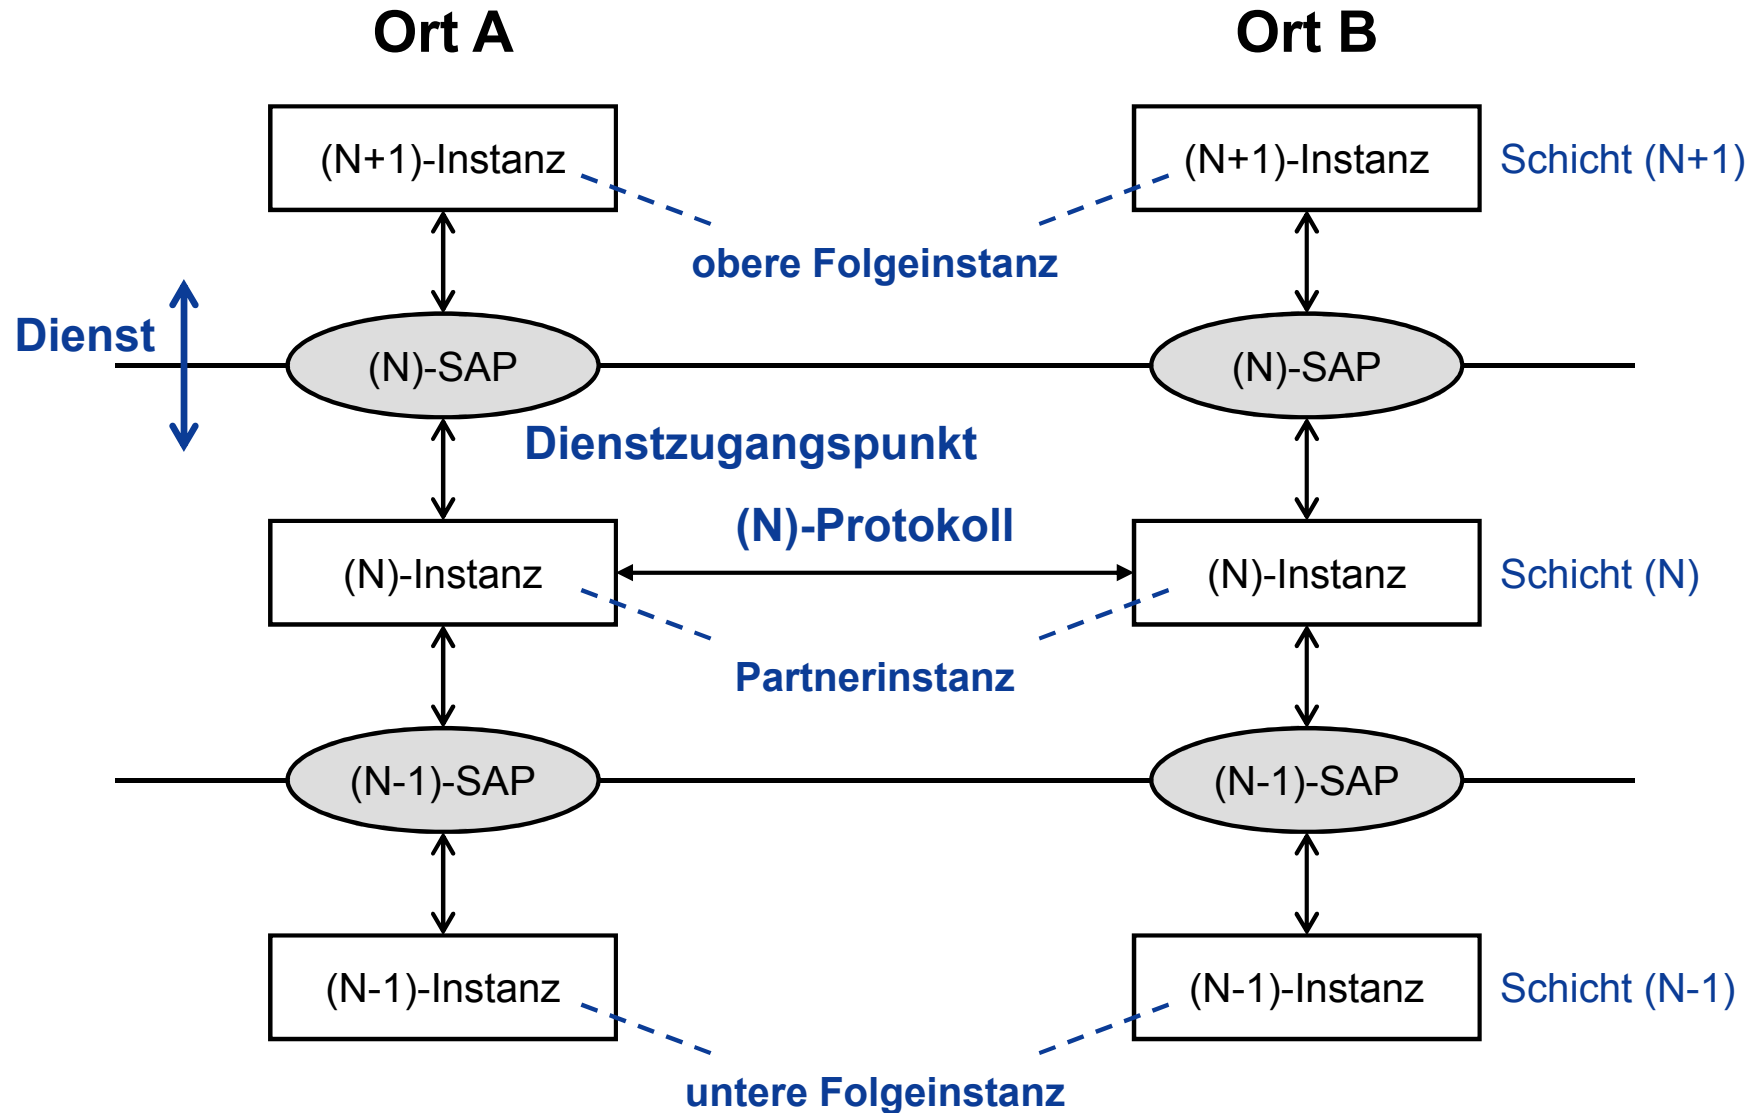 Ort A
Ort B
(N+1)-Instanz
(N+1)-Instanz
Schicht (N+1)
obere Folgeinstanz
Dienst
(N)-SAP
(N)-SAP
Dienstzugangspunkt
(N)-Protokoll
(N)-Instanz
(N)-Instanz
Schicht (N)
Partnerinstanz
(N-1)-SAP
(N-1)-SAP
(N-1)-Instanz
(N-1)-Instanz
Schicht (N-1)
untere Folgeinstanz